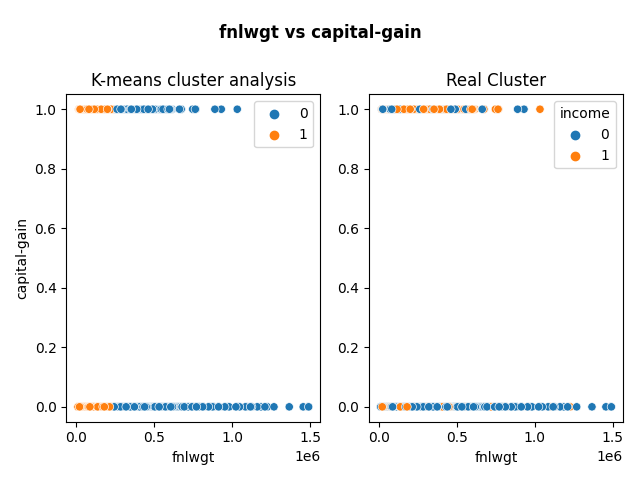 fnlwgt vs capital-gain
K-means cluster analysis
Real Cluster
1.0
0.8
0.6
0.4
0.2
0.0
capital-gain
0
1
0.0
0.5
1.0
1.5
1e6
fnlwgt
1.0
0.8
0.6
0.4
0.2
0.0
income
0
1
0.0
0.5
1.0
1.5
1e6
fnlwgt